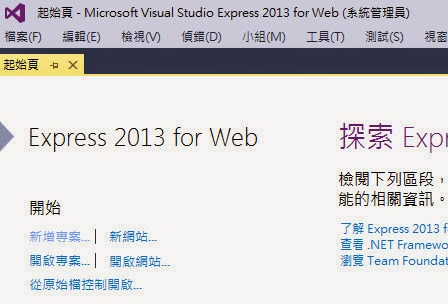 起始頁 - Microsoft Visual Studio Express 2013 for Web (系統管理員)
檔案(F) 編輯(E) 檢視(V) 偵錯(D) 小組(M) 工具(T) 測試(S) 視窗
起始頁
Express 2013 for Web
探索 Expr
檢閱下列區段，
能的相關資訊。
開始
新增專案... 新網站...
開啟專案... 開啟網站...
從原始檔控制開啟...
了解 Express 2013 f
查看 .NET Framewo
瀏覽 Team Foundat